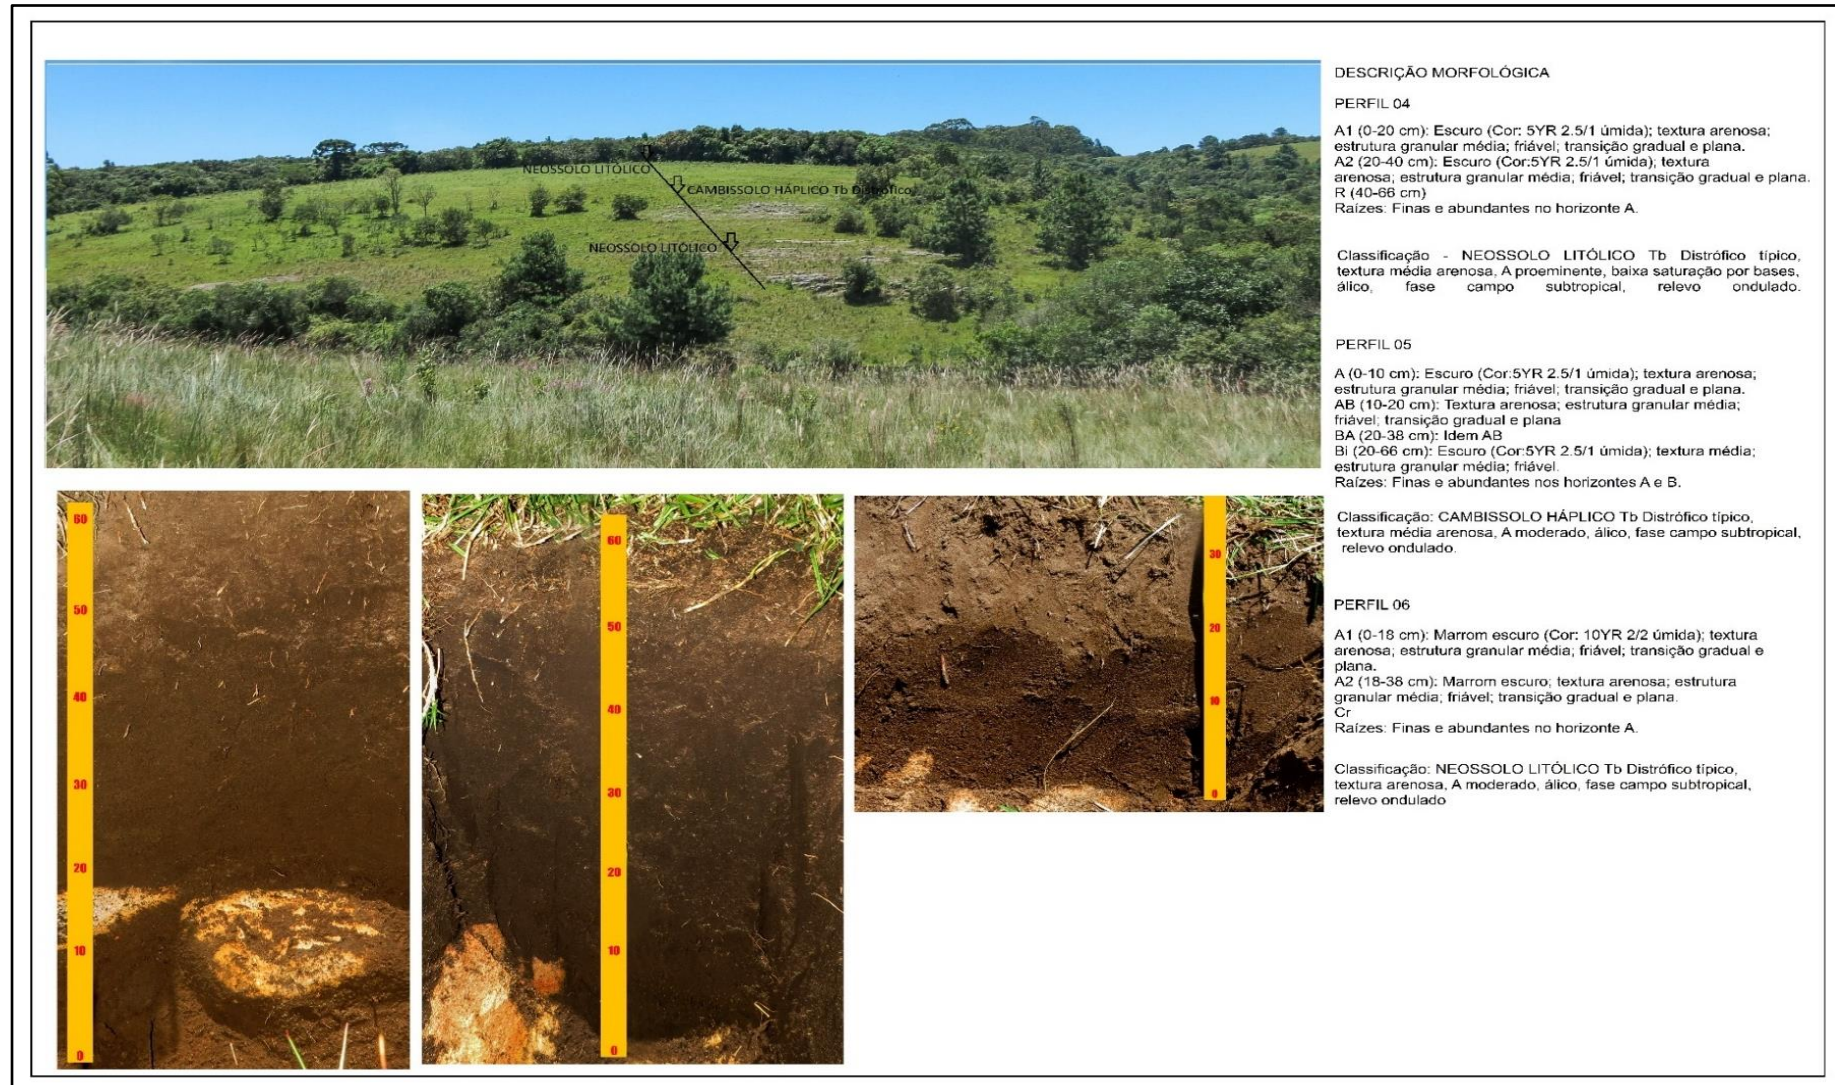 NEOSSOLO LITÓLICO
CAMBISSOLO HÁPLICO Tb Distrófico
NEOSSOLO LITÓLICO
60
50
40
30
20
10
0
60
50
40
30
20
10
0
30
20
10
0
DESCRIÇÃO MORFOLÓGICA
PERFIL 04
A1 (0-20 cm): Escuro (Cor: 5YR 2.5/1 úmida); textura arenosa;
estrutura granular média; friável; transição gradual e plana.
A2 (20-40 cm): Escuro (Cor:5YR 2.5/1 úmida); textura
arenosa; estrutura granular média; friável; transição gradual e plana.
R (40-66 cm)
Raízes: Finas e abundantes no horizonte A.
Classificação - NEOSSOLO LITÓLICO Tb Distrófico típico,
textura média arenosa, A proeminente, baixa saturação por bases,
álico, fase campo subtropical, relevo ondulado.
PERFIL 05
A (0-10 cm): Escuro (Cor:5YR 2.5/1 úmida); textura arenosa;
estrutura granular média; friável; transição gradual e plana.
AB (10-20 cm): Textura arenosa; estrutura granular média;
friável; transição gradual e plana
BA (20-38 cm): Idem AB
Bi (20-66 cm): Escuro (Cor:5YR 2.5/1 úmida); textura média;
estrutura granular média; friável.
Raízes: Finas e abundantes nos horizontes A e B.
Classificação: CAMBISSOLO HÁPLICO Tb Distrófico típico,
textura média arenosa, A moderado, álico, fase campo subtropical,
relevo ondulado.
PERFIL 06
A1 (0-18 cm): Marrom escuro (Cor: 10YR 2/2 úmida); textura
arenosa; estrutura granular média; friável; transição gradual e
plana.
A2 (18-38 cm): Marrom escuro; textura arenosa; estrutura
granular média; friável; transição gradual e plana.
Cr
Raízes: Finas e abundantes no horizonte A.
Classificação: NEOSSOLO LITÓLICO Tb Distrófico típico,
textura arenosa, A moderado, álico, fase campo subtropical,
relevo ondulado